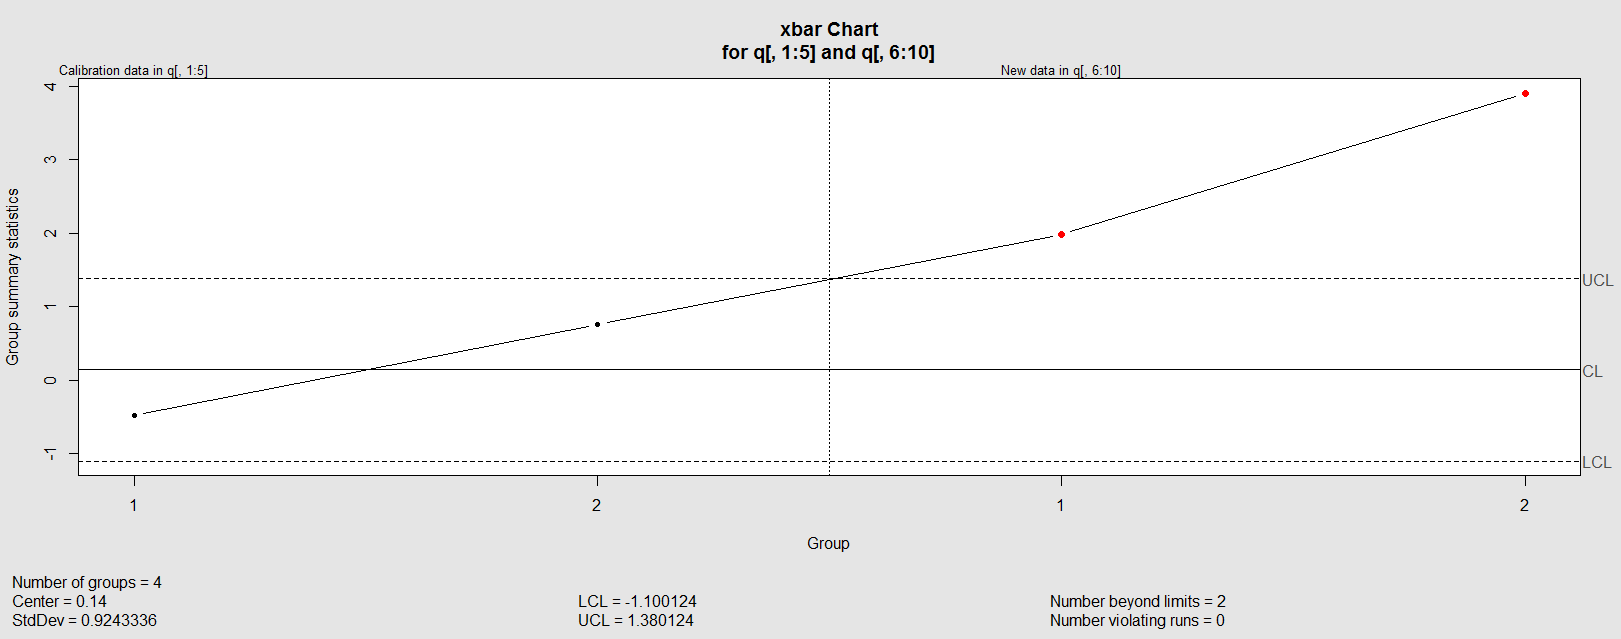 xbar Chart
for q[, 1:5] and q[, 6:10]
Calibration data in q[, 1:5]
New data in q[, 6:10]
Group summary statistics
4
3
2
1
0
-1
UCL
CL
LCL
1
2
1
2
Group
Number of groups = 4
Center = 0.14
StdDev = 0.9243336
LCL = -1.100124
UCL = 1.380124
Number beyond limits = 2
Number violating runs = 0